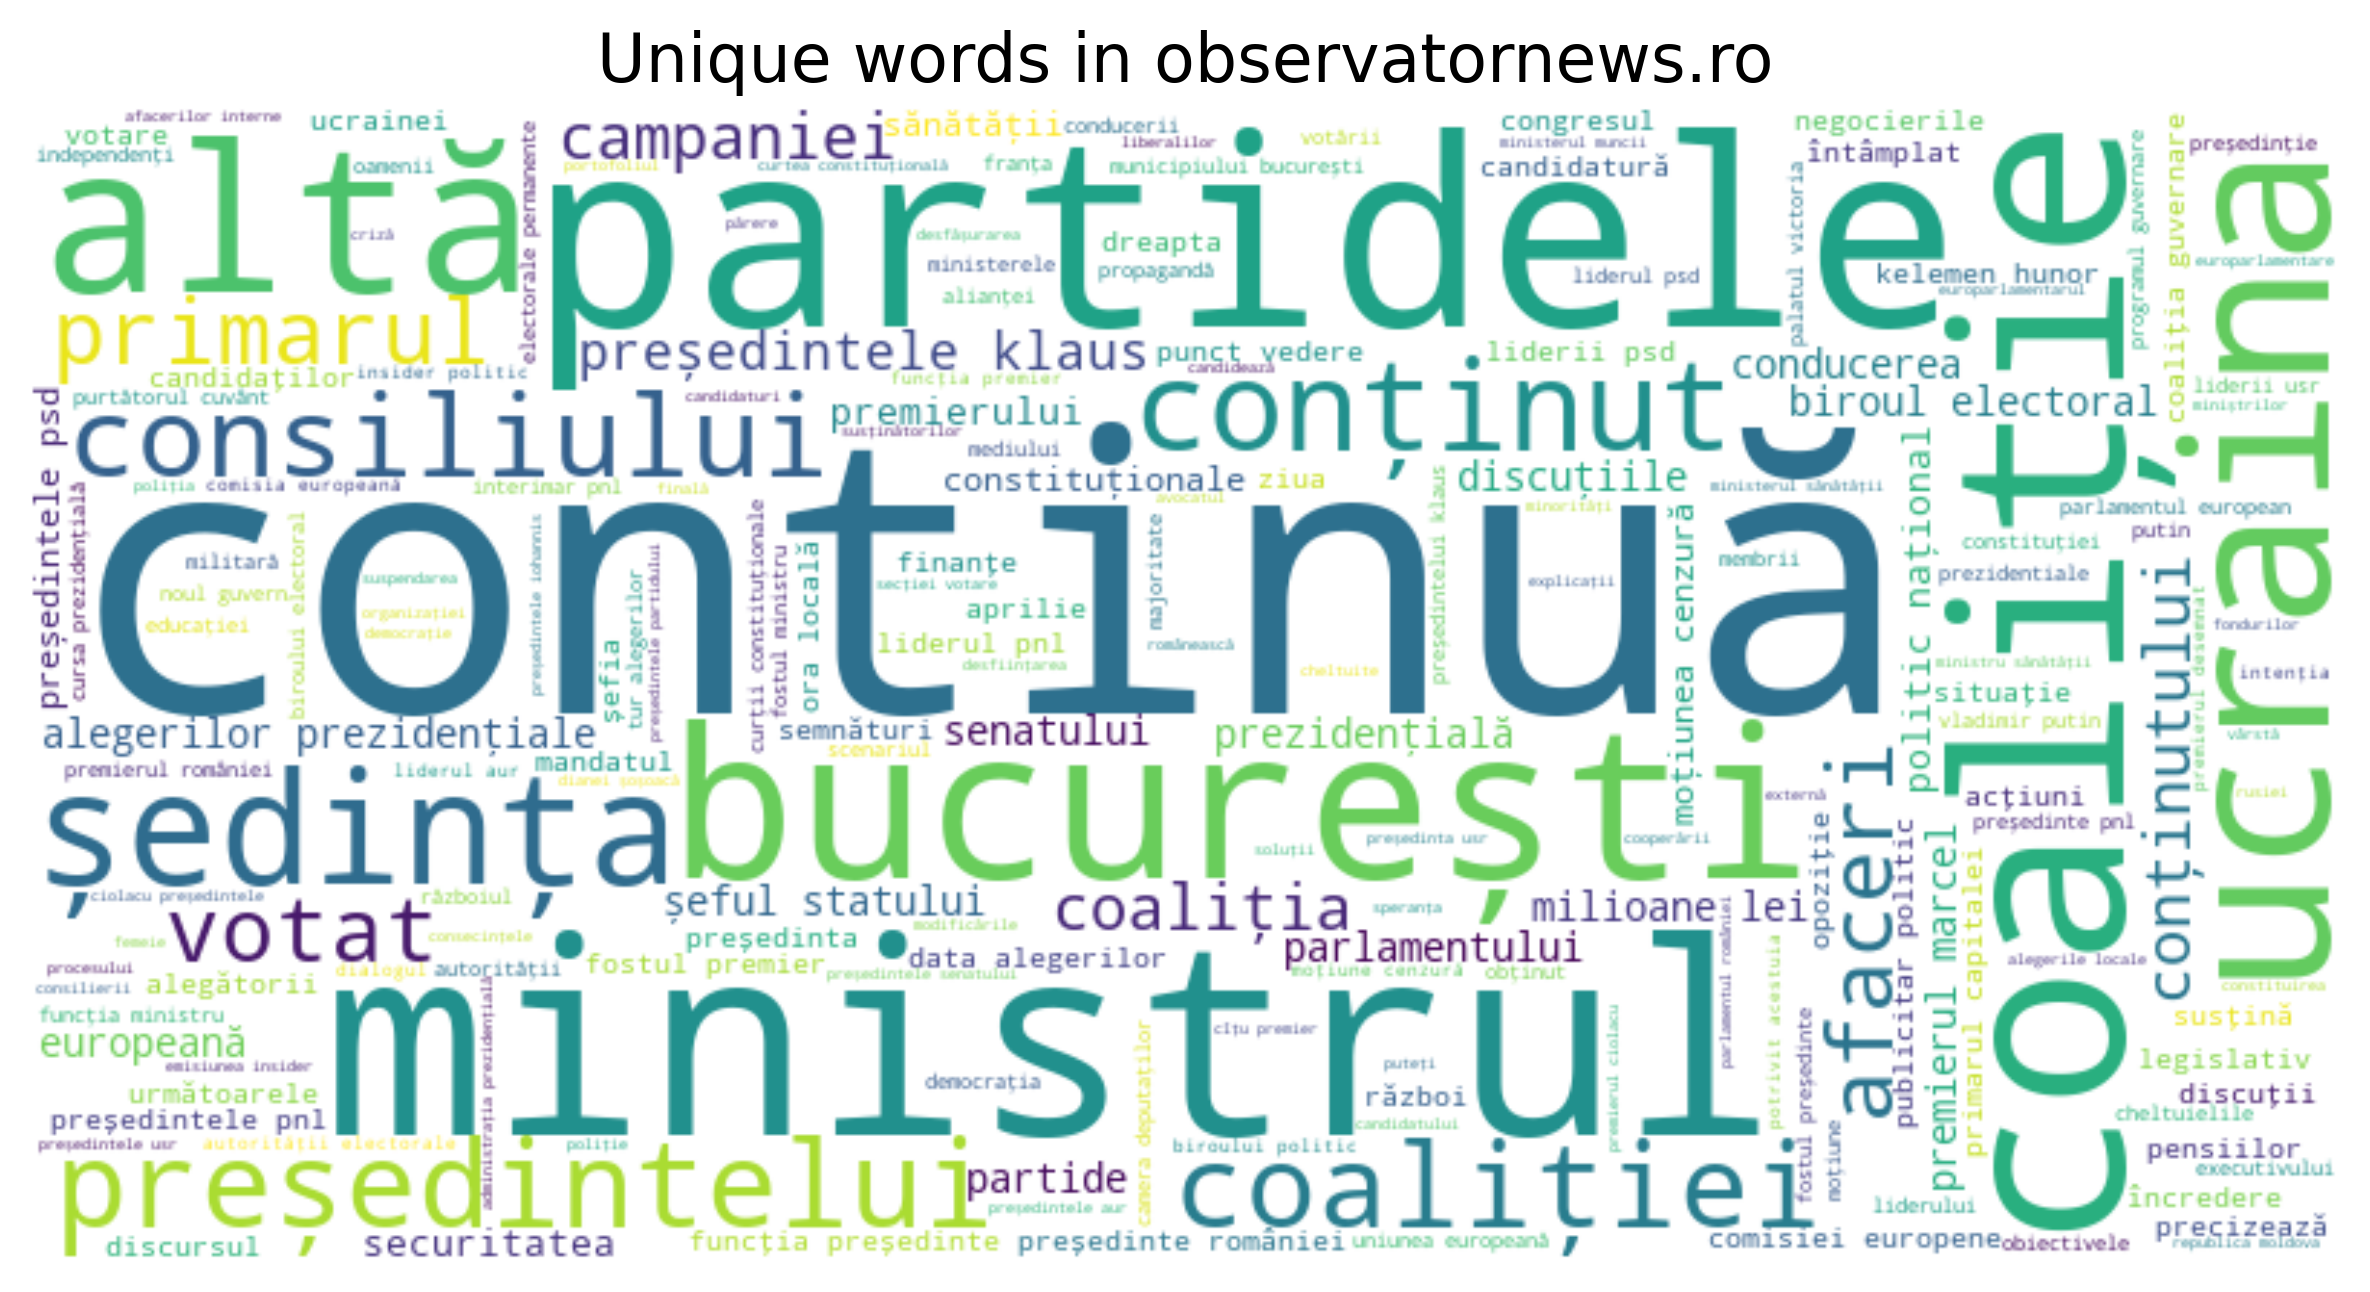 Unique words in observatornews.ro
afacerilor interne
votare
ucrainei
independenți
oamenii
altă
criză
electorale permanente
campaniei
sănătății
conducerii
liberalilor
votării
portofoliul
curtea constituțională
franța
municipiului bucurești
congresul
ministerul muncii
candidatură
negocierile
întâmplat
președinție
partidele
părere
desfășurarea
dreapta
ministerele
propagandă
alianței
liderul psd
palatul victoria
kelemen hunor
europarlamentarul
programul guvernare
coaliția guvernare
europarlamentare
ucraina
coaliție
primarul
candidaților
insider politic
președintele klaus
punct vedere
candidează
liderii psd
conducerea
funcția premier
biroul electoral
liderii usr
miniștrilor
purtătorul cuvânt
candidaturi
consiliului
premierului
susținătorilor
conținut
mediului
constituționale
ziua
discuțiile
ministerul sănătății
președintele psd
cursa prezidențială
poliția
comisia europeană
interimar pnl
finală
avocatul
minorități
parlamentul european
putin
continuă
militară
suspendarea
noul guvern
organizației
educației
democrație
biroului electoral
președintele iohannis
șefia
tur alegerilor
președintele partidului
curții constituționale
fostul ministru
ora locală
finanțe
secției votare
aprilie
liderul pnl
desființarea
majoritate
românească
cheltuite
președintelui klaus
explicații
moțiunea cenzură
membrii
politic național
constituției
prezidentiale
ministru sănătății
situație
vladimir putin
conținutului
premierul desemnat
fondurilor
intenția
vârstă
rusiei
alegerilor prezidențiale
semnături
senatului
scenariul
prezidențială
premierul româniei
liderul aur
mandatul
dianei șoșoacă
ședința
bucurești
soluții
președinta usr
cooperării
externă
afaceri
opoziție
publicitar politic
premierul marcel
primarul capitalei
acțiuni
președinte pnl
ciolacu președintele
războiul
votat
femeie
consecințele
șeful statului
președinta
modificările
coaliția
speranța
milioane lei
parlamentului
parlamentul româniei
data alegerilor
procesului
consilierii
alegătorii
dialogul
autorității
fostul premier
președintele senatului
moțiune cenzură
obținut
alegerile locale
constituirea
funcția ministru
europeană
emisiunea insider
următoarele
președintele pnl
președintele usr
autorității electorale
administrația prezidențială
ministrul
poliție
democrația
cîțu premier
puteți
război
candidatului
camera deputaților
biroului politic
premierul ciolacu
potrivit acestuia
fostul președinte
moțiune
susțină
legislativ
discuții
cheltuielile
pensiilor
executivului
președintelui
partide
președintele aur
coaliției
liderului
încredere
discursul
securitatea
funcția președinte
președinte româniei
uniunea europeană
comisiei europene
obiectivele
precizează
republica moldova